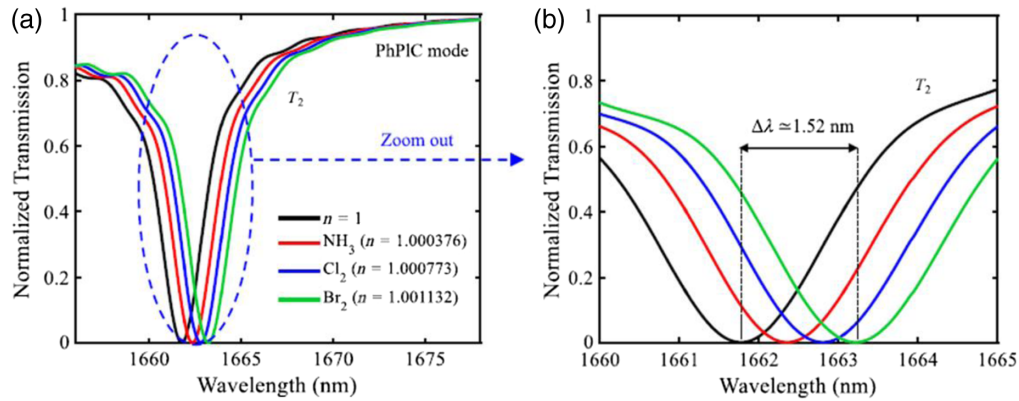 (a)
Normalized Transmission
1
0.8
0.6
0.4
0.2
0
PhPlC mode
T2
Zoom out
n = 1
NH3 (n = 1.000376)
Cl2 (n = 1.000773)
Br2 (n = 1.001132)
1660 1665 1670 1675
Wavelength (nm)
(b)
Normalized Transmission
1
0.8
0.6
0.4
0.2
0
T2
Δλ ≃1.52 nm
1660 1661 1662 1663 1664 1665
Wavelength (nm)